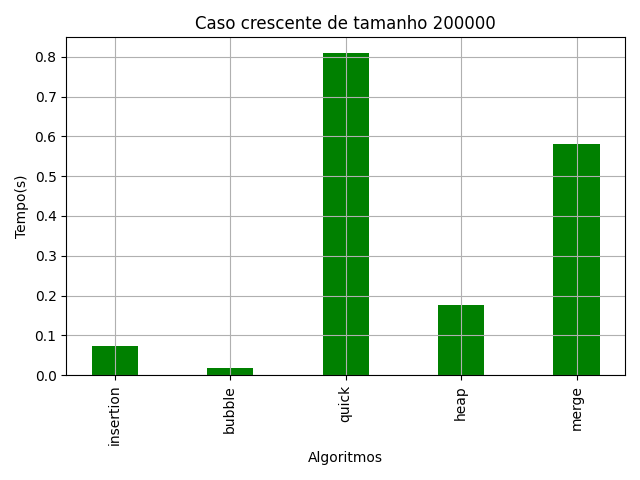 Caso crescente de tamanho 200000
Tempo(s)
0.8
0.7
0.6
0.5
0.4
0.3
0.2
0.1
0.0
insertion
bubble
quick
heap
merge
Algoritmos